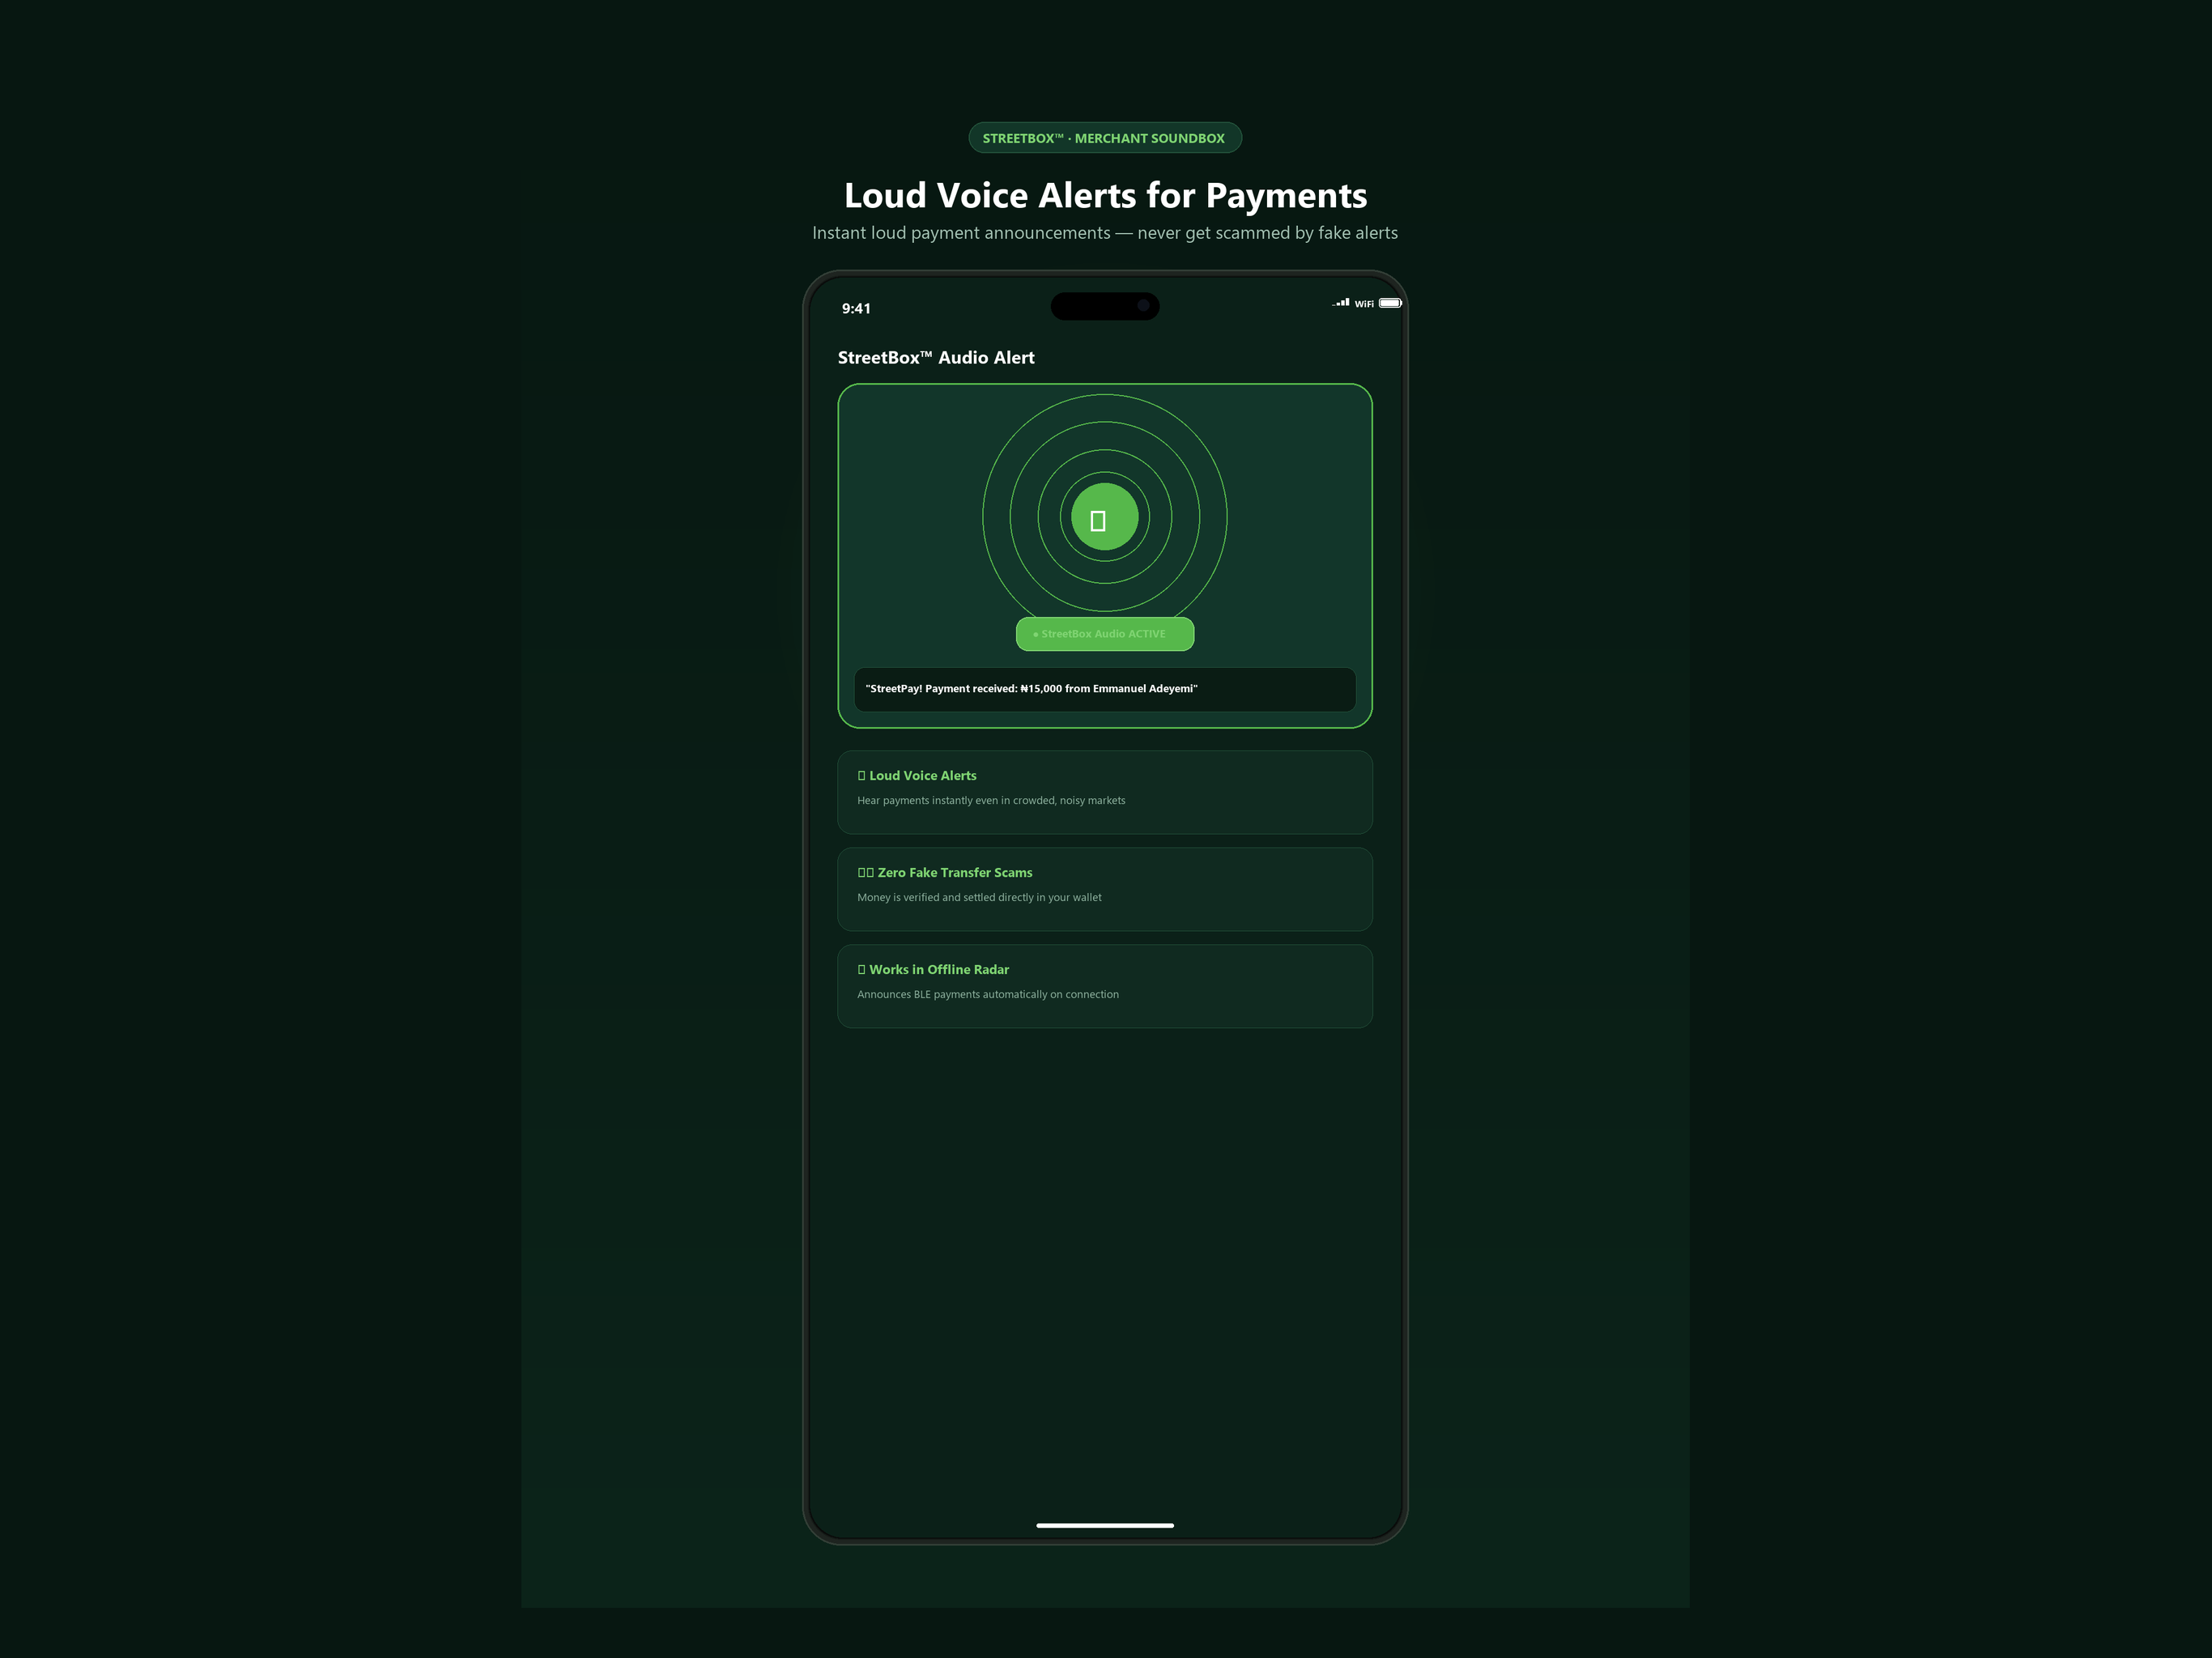 STREETBOX™ · MERCHANT SOUNDBOX
Loud Voice Alerts for Payments
Instant loud payment announcements — never get scammed by fake alerts
9:41
WiFi
StreetBox™ Audio Alert
● StreetBox Audio ACTIVE
"StreetPay! Payment received: ₦15,000 from Emmanuel Adeyemi"
Loud Voice Alerts
Hear payments instantly even in crowded, noisy markets
Zero Fake Transfer Scams
Money is verified and settled directly in your wallet
Works in Offline Radar
Announces BLE payments automatically on connection